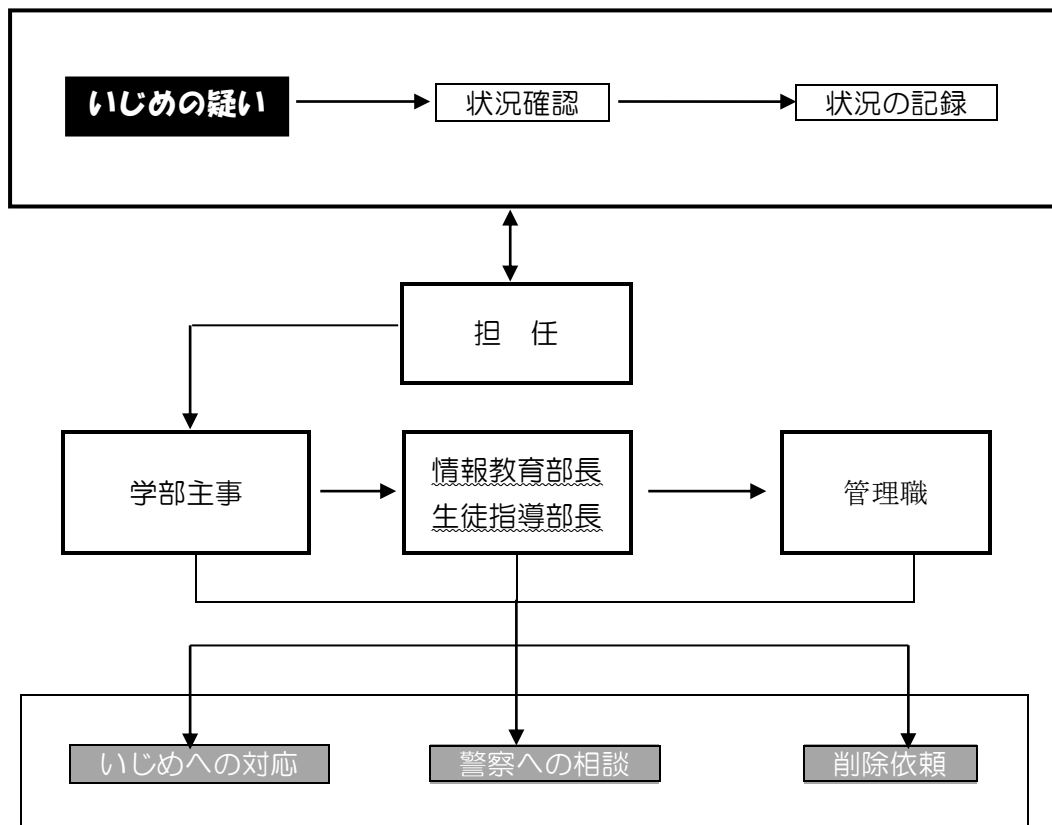 いじめの疑い
状況確認
状況の記録
担　任
学部主事
情報教育部長
生徒指導部長
管理職
いじめへの対応
警察への相談
削除依頼